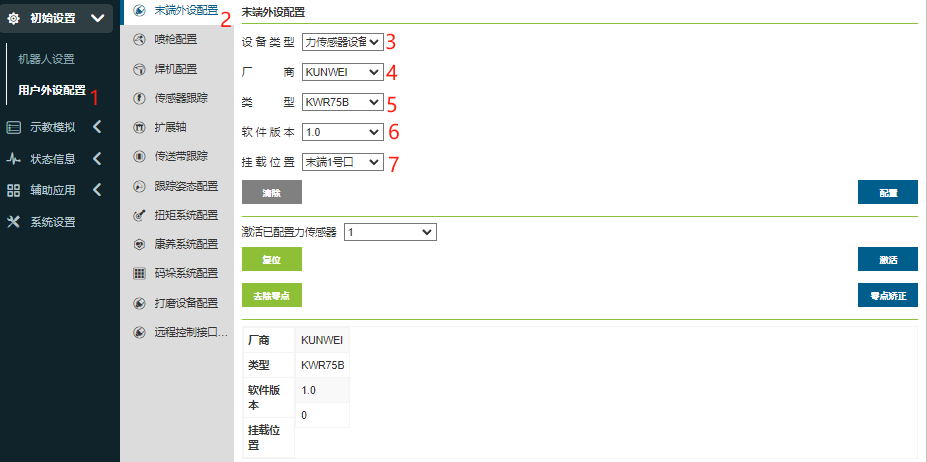 初始设置
机器人设置
用户外设配置 1
示教模拟
状态信息
辅助应用
系统设置
末端外设配置 2
喷枪配置
焊机配置
传感器跟踪
扩展轴
传送带跟踪
跟踪姿态配置
扭矩系统配置
康养系统配置
码垛系统配置
打磨设备配置
远程控制接口...
末端外设配置
设备类型 力传感器设备 3
厂商 KUNWEI 4
类型 KWR75B 5
软件版本 1.0 6
挂载位置 末端1号口 7
清除 配置
激活已配置力传感器 1
复位 激活
去除零点 零点矫正
厂商 KUNWEI
类型 KWR75B
软件版 1.0
本
0
挂载位
置